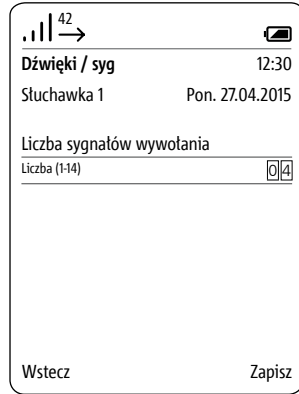 42
Dźwięki / syg 12:30
Słuchawka 1 Pon. 27.04.2015
Liczba sygnałów wywołania
Liczba (1-14) 04
Wstecz Zapisz